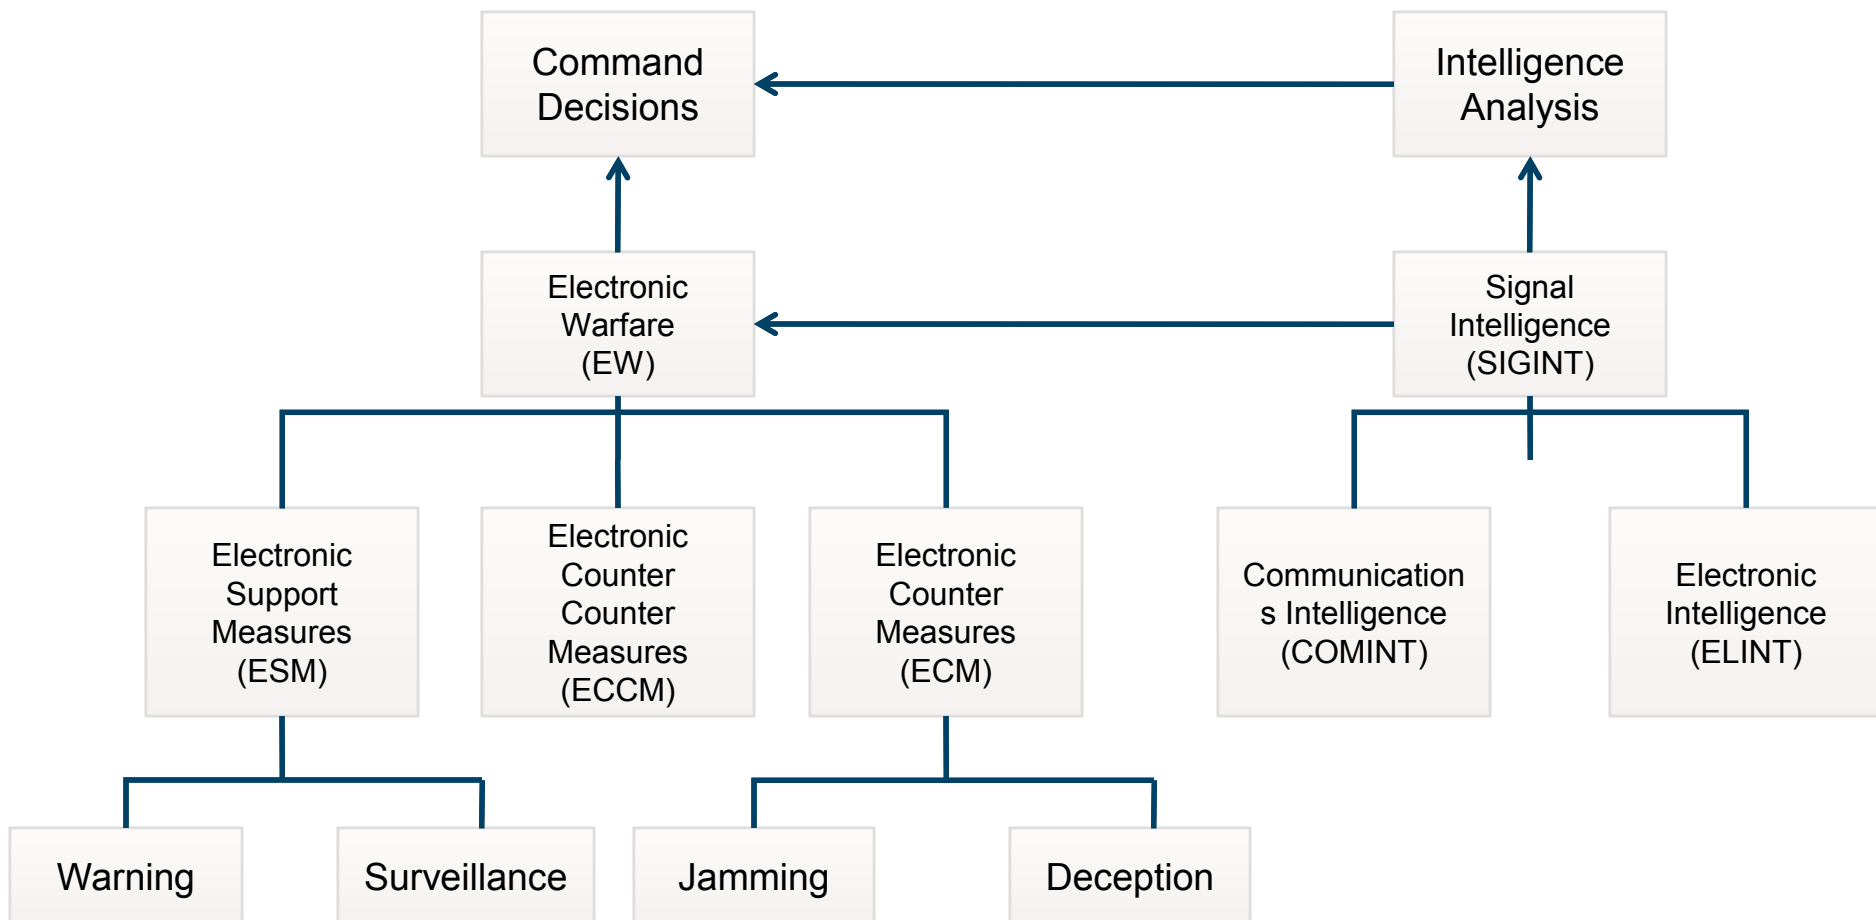 Command
Decisions
Intelligence
Analysis
Electronic
Warfare
(EW)
Signal
Intelligence
(SIGINT)
Electronic
Support
Measures
(ESM)
Electronic
Counter
Counter
Measures
(ECCM)
Electronic
Counter
Measures
(ECM)
Communication
s Intelligence
(COMINT)
Electronic
Intelligence
(ELINT)
Warning
Surveillance
Jamming
Deception